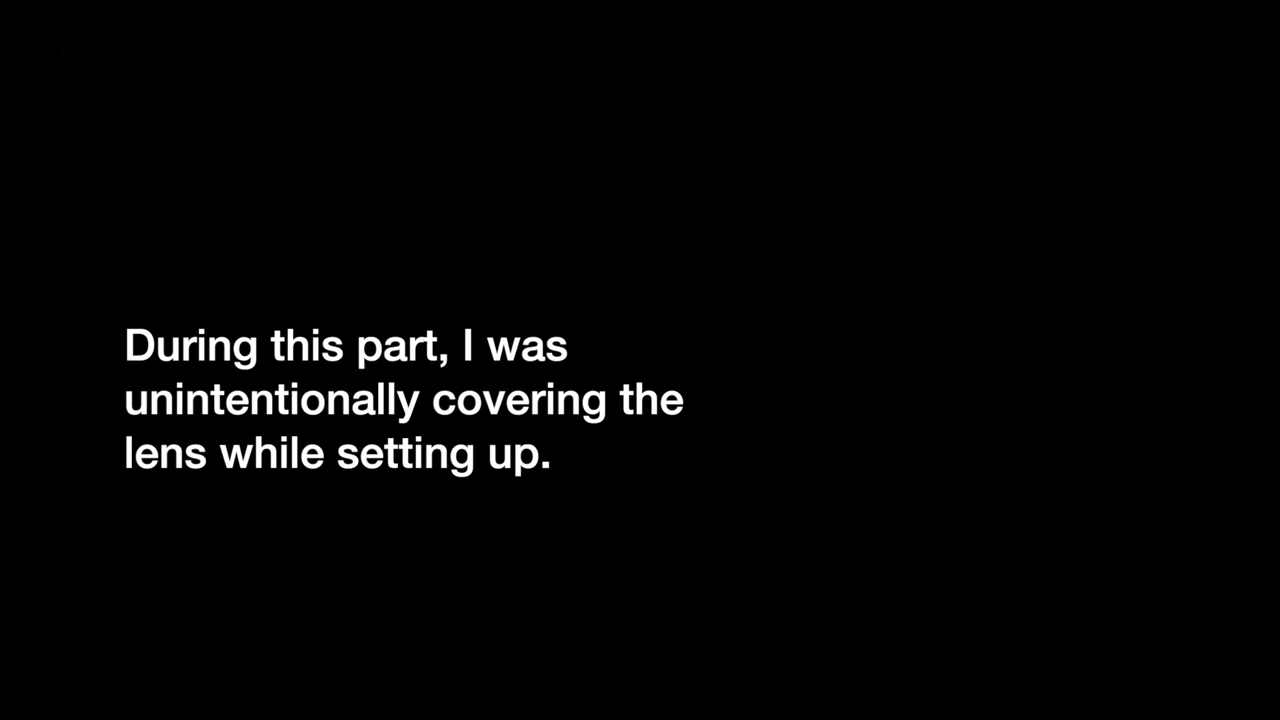 During this part, I was
unintentionally covering the
lens while setting up.